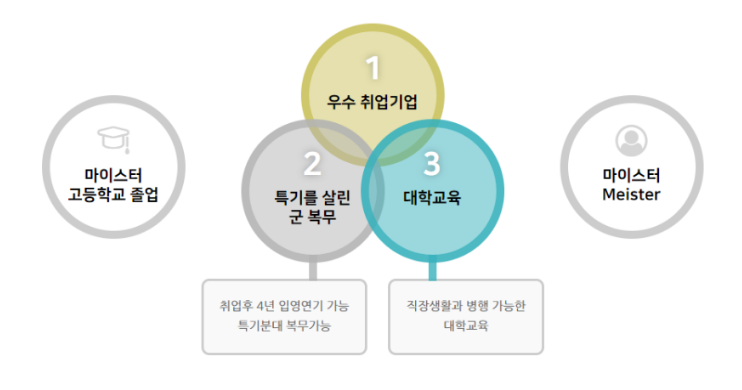 마이스터
고등학교 졸업
1
우수 취업기업
2
특기를 살린
군 복무
3
대학교육
마이스터
Meister
취업후 4년 입영연기 가능
특기분대 복무가능
직장생활과 병행 가능한
대학교육